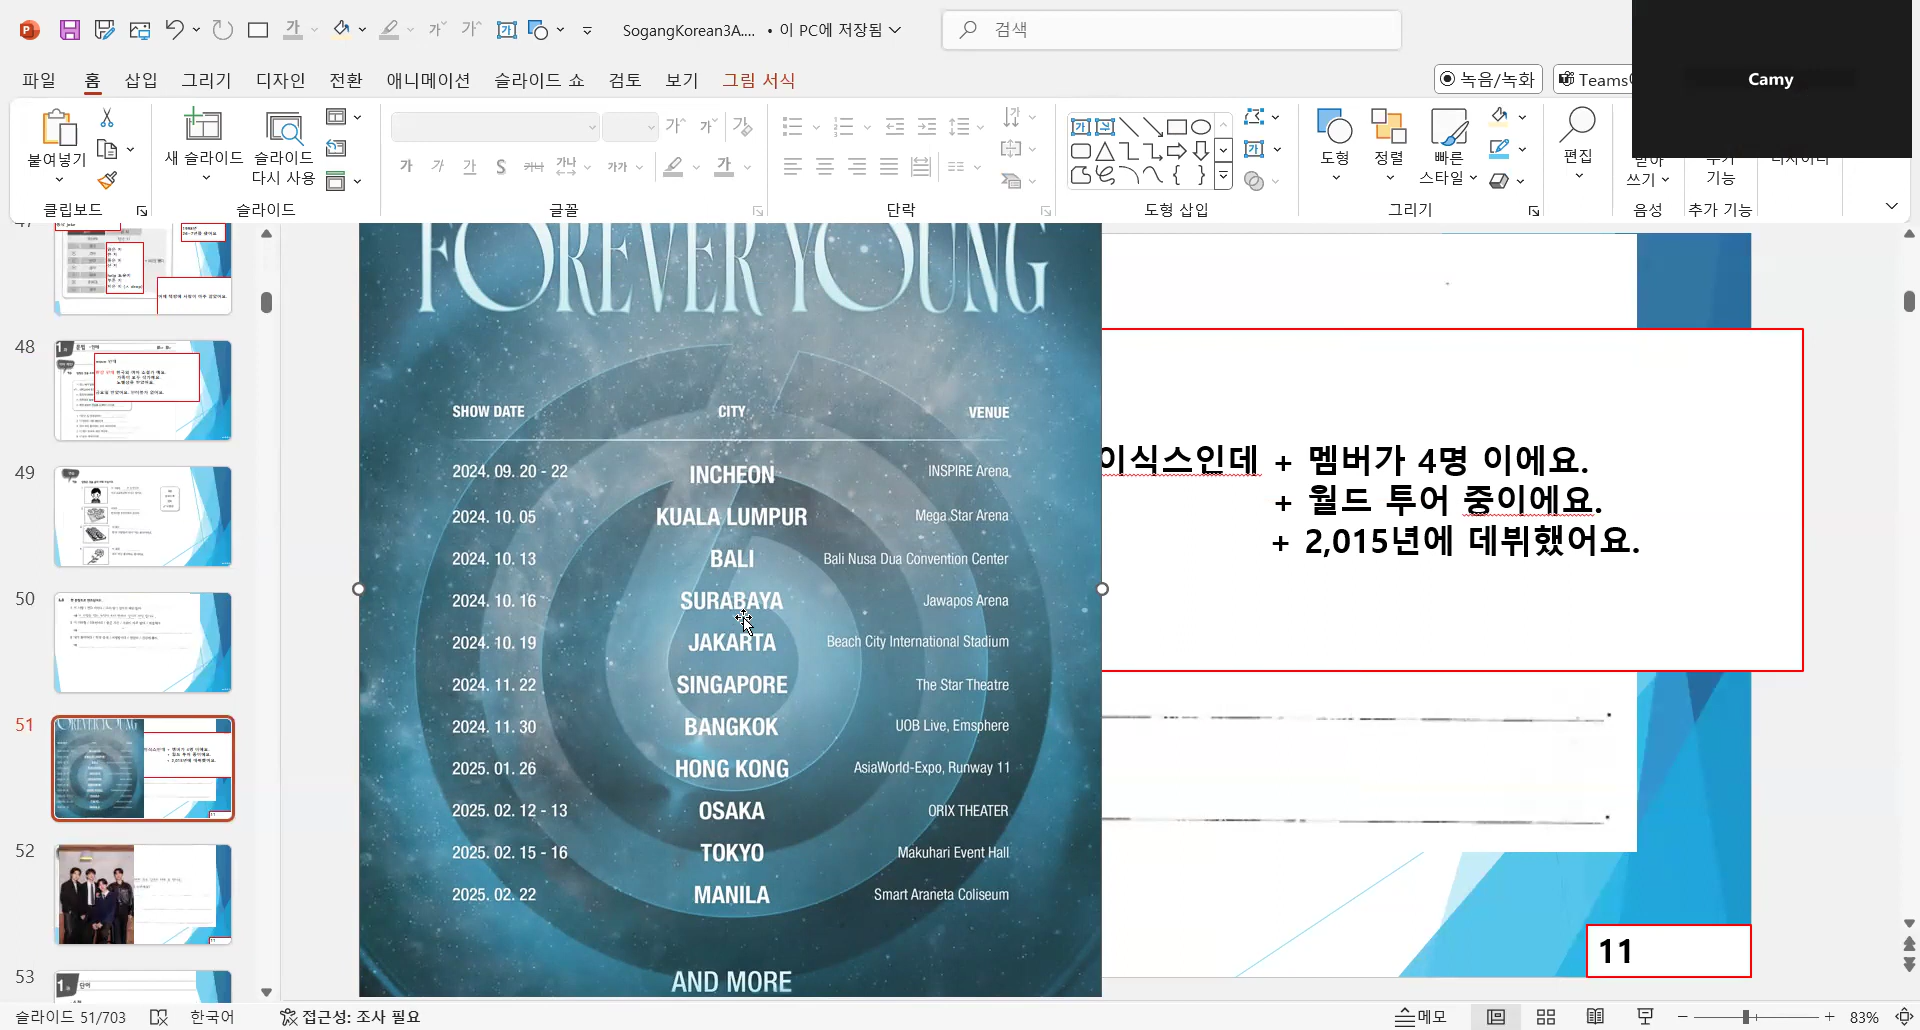 SogangKorean3A.... • 이 PC에 저장됨
검색
Camy
파일 홈 삽입 그리기 디자인 전환 애니메이션 슬라이드 쇼 검토 보기 그림 서식
녹음/녹화
Teams
붙여넣기
새 슬라이드
슬라이드
다시 사용
도형
정렬
빠른
스타일
편집
쓰기
기능
클립보드
슬라이드
글꼴
단락
도형 삽입
그리기
음성
추가 기능
48
49
50
51
52
53
FOREVER YOUNG
SHOW DATE CITY VENUE
2024. 09. 20 - 22 INCHEON INSPIRE Arena,
2024. 10. 05 KUALA LUMPUR Mega Star Arena
2024. 10. 13 BALI Bali Nusa Dua Convention Center
2024. 10. 16 SURABAYA Jawapos Arena
2024. 10. 19 JAKARTA Beach City International Stadium
2024. 11. 22 SINGAPORE The Star Theatre
2024. 11. 30 BANGKOK UOB Live, Emsphere
2025. 01. 26 HONG KONG AsiaWorld-Expo, Runway 11
2025. 02. 12 - 13 OSAKA ORIX THEATER
2025. 02. 15 - 16 TOKYO Makuhari Event Hall
2025. 02. 22 MANILA Smart Araneta Coliseum
AND MORE
이식스인데 + 멤버가 4명 이에요.
+ 월드 투어 중이에요.
+ 2,015년에 데뷔했어요.
11
슬라이드 51/703
한국어
접근성: 조사 필요
메모
83%